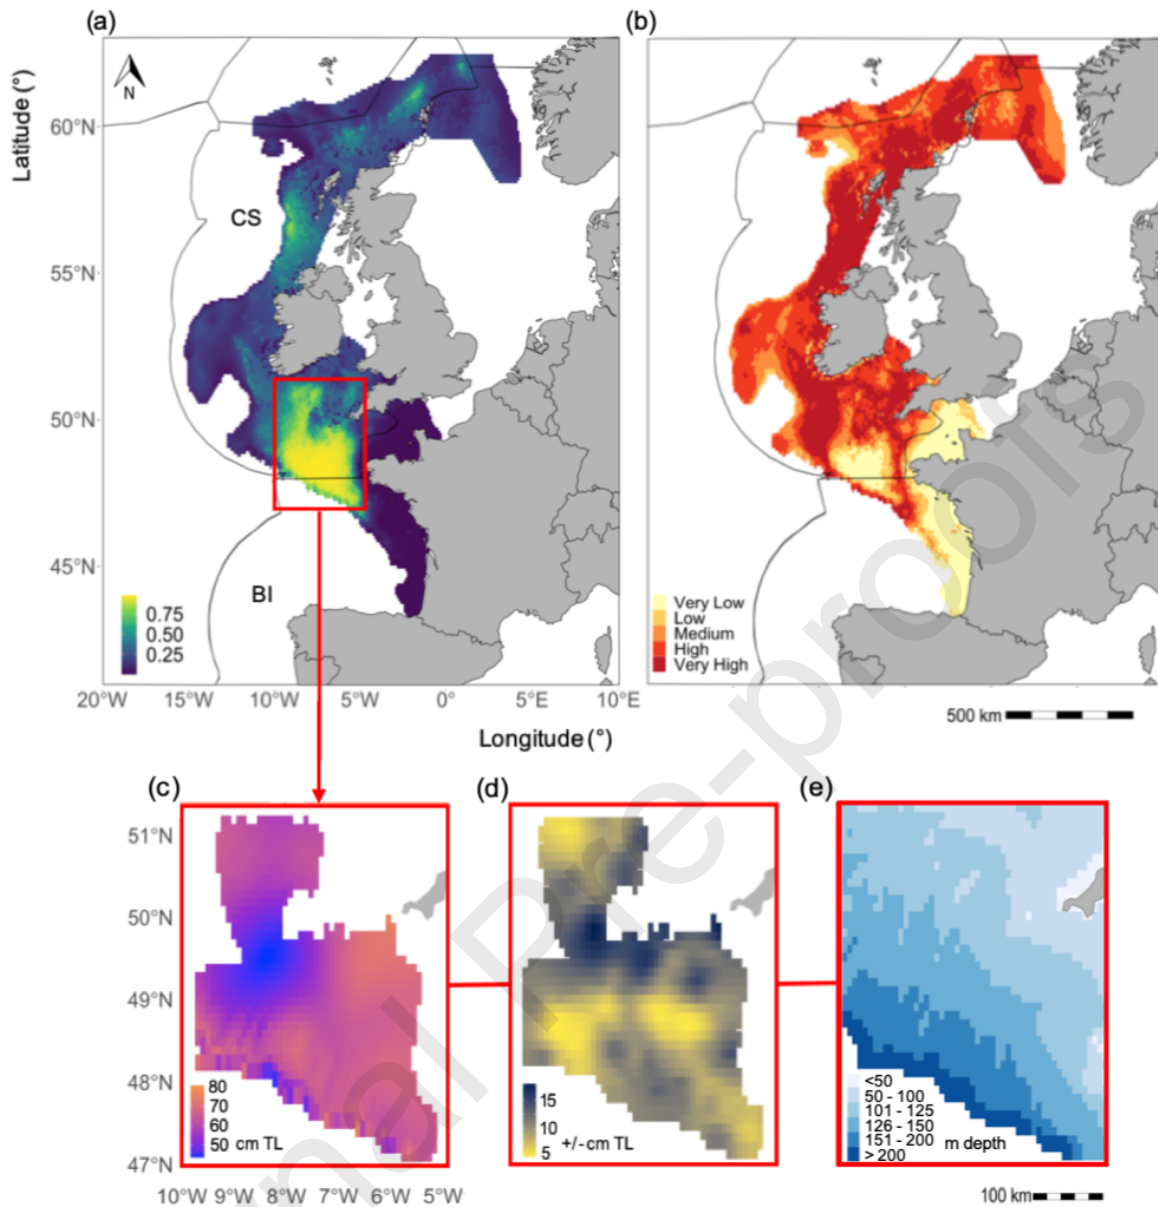 (a)
(b)
N
Latitude (°)
60°N
55°N
50°N
45°N
CS
BI
0.75
0.50
0.25
Very Low
Low
Medium
High
Very High
20°W 15°W 10°W 5°W 0° 5°E 10°E
500 km
Longitude (°)
(c)
(d)
(e)
51°N
50°N
49°N
48°N
47°N
80
70
60
50
cm TL
15
10
5
+/- cm TL
<50
50 - 100
101 - 125
126 - 150
151 - 200
> 200
m depth
10°W 9°W 8°W 7°W 6°W 5°W
100 km
nal Pre-proofs